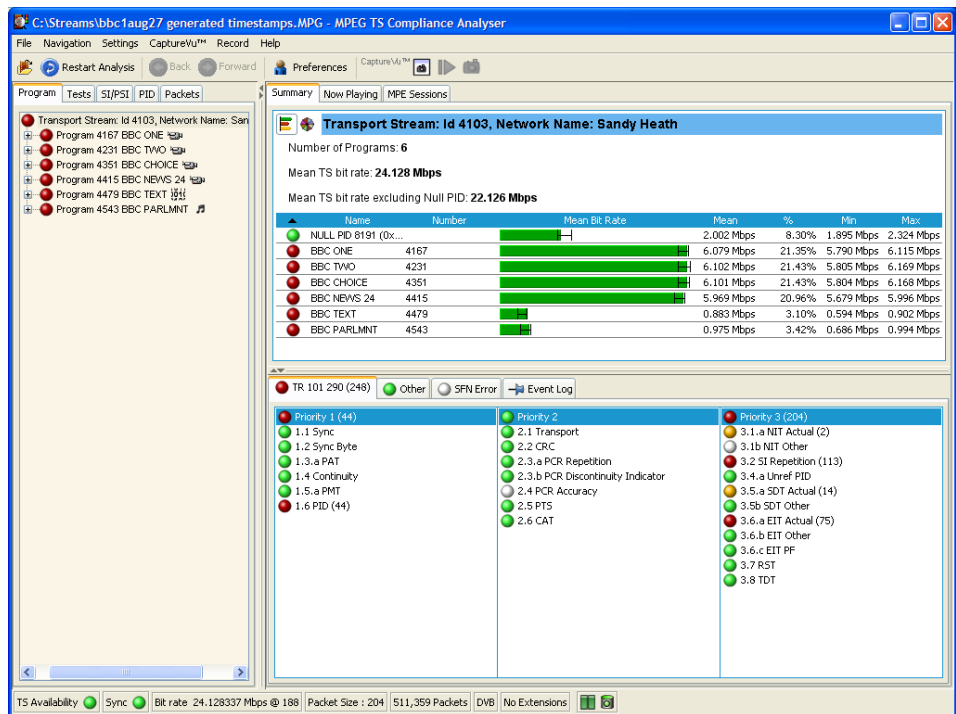 C:\Streams\bbc1aug27 generated timestamps.MPG - MPEG TS Compliance Analyser
File Navigation Settings CaptureVu™ Record Help
Restart Analysis Back Forward Preferences CaptureVu™
Program Tests SI/PSI PID Packets
Transport Stream: Id 4103, Network Name: San
Program 4167 BBC ONE
Program 4231 BBC TWO
Program 4351 BBC CHOICE
Program 4415 BBC NEWS 24
Program 4479 BBC TEXT
Program 4543 BBC PARLMNT
Summary Now Playing MPE Sessions
Transport Stream: Id 4103, Network Name: Sandy Heath
Number of Programs: 6
Mean TS bit rate: 24.128 Mbps
Mean TS bit rate excluding Null PID: 22.126 Mbps
Name Number Mean Bit Rate Mean % Min Max
NULL PID 8191 (0x... 2.002 Mbps 8.30% 1.895 Mbps 2.324 Mbps
BBC ONE 4167 6.079 Mbps 21.35% 5.790 Mbps 6.115 Mbps
BBC TWO 4231 6.102 Mbps 21.43% 5.805 Mbps 6.169 Mbps
BBC CHOICE 4351 6.101 Mbps 21.43% 5.804 Mbps 6.168 Mbps
BBC NEWS 24 4415 5.969 Mbps 20.96% 5.679 Mbps 5.996 Mbps
BBC TEXT 4479 0.883 Mbps 3.10% 0.594 Mbps 0.902 Mbps
BBC PARLMNT 4543 0.975 Mbps 3.42% 0.686 Mbps 0.994 Mbps
TR 101 290 (248) Other SFN Error Event Log
Priority 1 (44)
1.1 Sync
1.2 Sync Byte
1.3.a PAT
1.4 Continuity
1.5.a PMT
1.6 PID (44)
Priority 2
2.1 Transport
2.2 CRC
2.3.a PCR Repetition
2.3.b PCR Discontinuity Indicator
2.4 PCR Accuracy
2.5 PTS
2.6 CAT
Priority 3 (204)
3.1.a NIT Actual (2)
3.1b NIT Other
3.2 SI Repetition (113)
3.4.a Unref PID
3.5.a SDT Actual (14)
3.5b SDT Other
3.6.a EIT Actual (75)
3.6.b EIT Other
3.6.c EIT PF
3.7 RST
3.8 TDT
TS Availability Sync Bit rate 24.128337 Mbps @ 188 Packet Size : 204 511,359 Packets DVB No Extensions